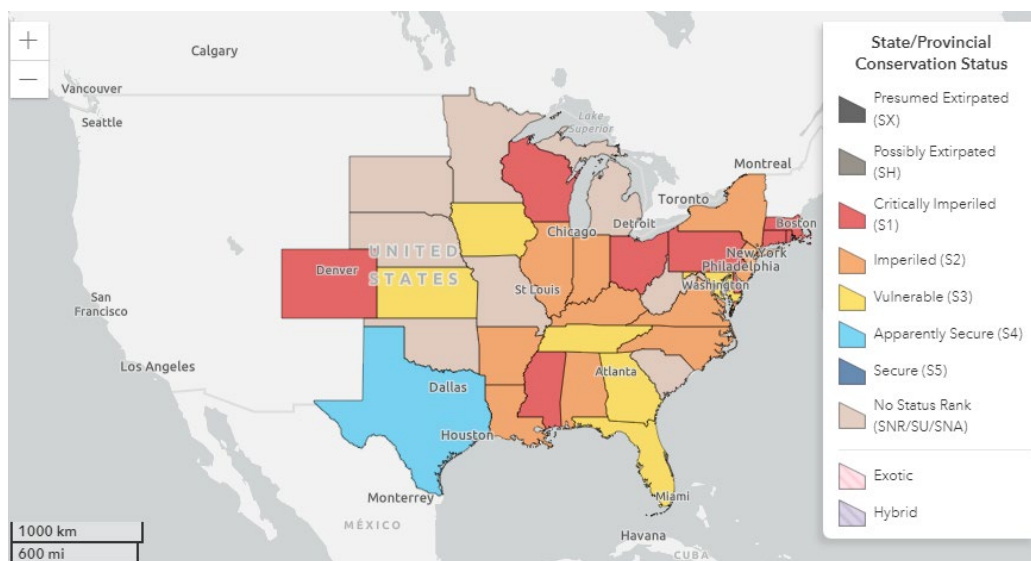 +
−
Calgary
Vancouver
Seattle
Lake
Superior
Montreal
Toronto
Boston
Chicago
Detroit
New York
Philadelphia
UNITED
STATES
Denver
St Louis
Washington
San
Francisco
Los Angeles
Atlanta
Dallas
Houston
Monterrey
Miami
MÉXICO
Havana
CUBA
1000 km
600 mi
State/Provincial
Conservation Status
Presumed Extirpated
(SX)
Possibly Extirpated
(SH)
Critically Imperiled
(S1)
Imperiled (S2)
Vulnerable (S3)
Apparently Secure (S4)
Secure (S5)
No Status Rank
(SNR/SU/SNA)
Exotic
Hybrid